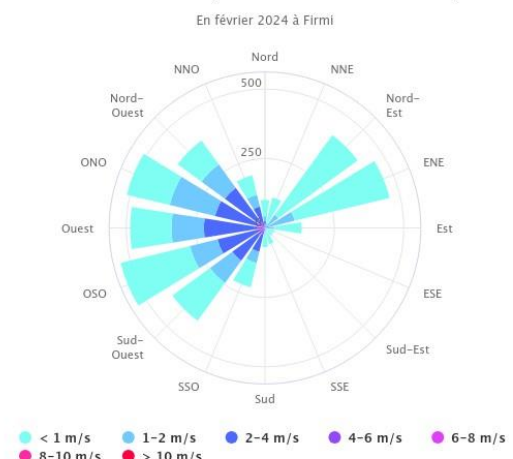 En février 2024 à Firmi
Nord
NNO
NNE
500
Nord-
Ouest
Nord-
Est
250
ONO
ENE
Ouest
Est
OSO
ESE
Sud-
Ouest
Sud-Est
SSO
SSE
Sud
< 1 m/s
1-2 m/s
2-4 m/s
4-6 m/s
6-8 m/s
8-10 m/s
> 10 m/s